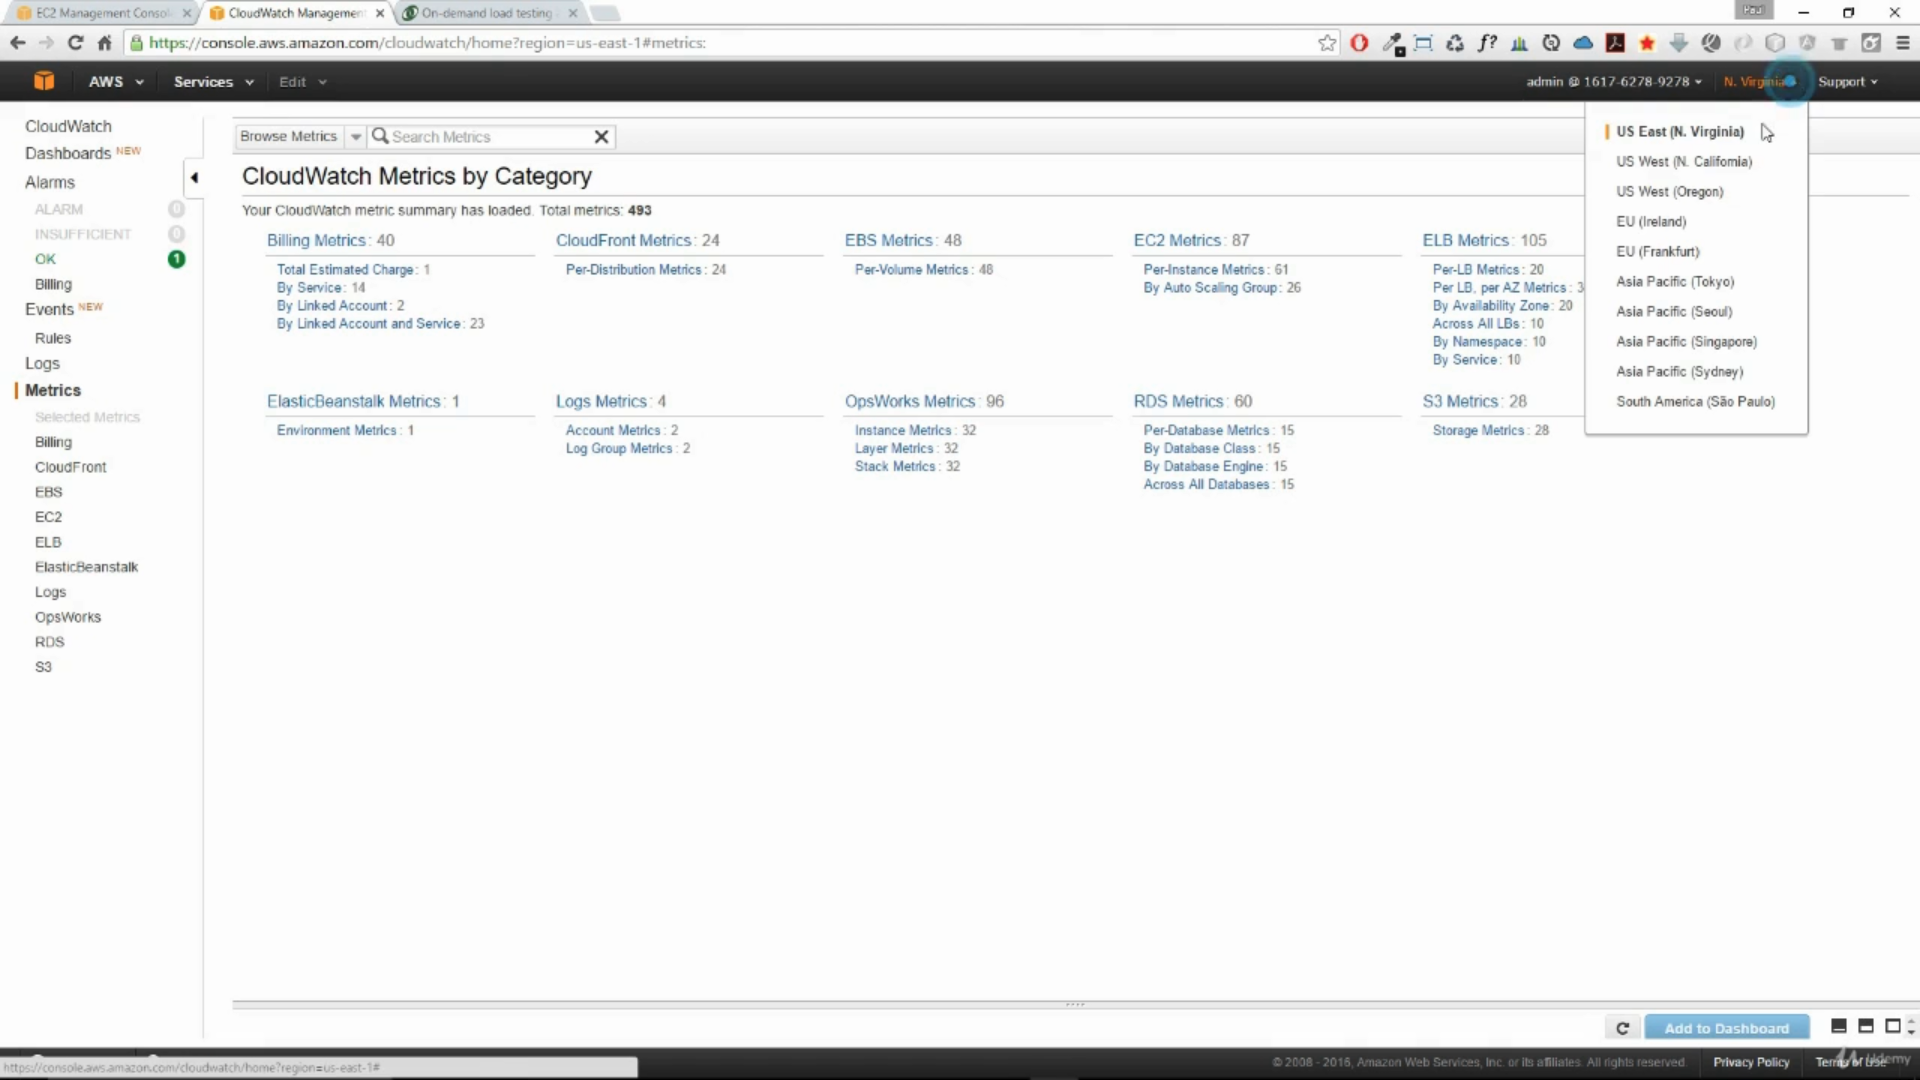 EC2 Management Consol
CloudWatch Management
On-demand load testing
Paul
https://console.aws.amazon.com/cloudwatch/home?region=us-east-1#metrics:
AWS
Services
Edit
admin @ 1617-6278-9278
N. Virginia
Support
CloudWatch
Dashboards NEW
Alarms
ALARM 0
INSUFFICIENT 0
OK 1
Billing
Events NEW
Rules
Logs
Metrics
Selected Metrics
Billing
CloudFront
EBS
EC2
ELB
ElasticBeanstalk
Logs
OpsWorks
RDS
S3
Browse Metrics
Search Metrics
CloudWatch Metrics by Category
Your CloudWatch metric summary has loaded. Total metrics: 493
Billing Metrics: 40
Total Estimated Charge: 1
By Service: 14
By Linked Account: 2
By Linked Account and Service: 23
CloudFront Metrics: 24
Per-Distribution Metrics: 24
EBS Metrics: 48
Per-Volume Metrics: 48
EC2 Metrics: 87
Per-Instance Metrics: 61
By Auto Scaling Group: 26
ELB Metrics: 105
Per-LB Metrics: 20
Per LB, per AZ Metrics: 3
By Availability Zone: 20
Across All LBs: 10
By Namespace: 10
By Service: 10
ElasticBeanstalk Metrics: 1
Environment Metrics: 1
Logs Metrics: 4
Account Metrics: 2
Log Group Metrics: 2
OpsWorks Metrics: 96
Instance Metrics: 32
Layer Metrics: 32
Stack Metrics: 32
RDS Metrics: 60
Per-Database Metrics: 15
By Database Class: 15
By Database Engine: 15
Across All Databases: 15
S3 Metrics: 28
Storage Metrics: 28
US East (N. Virginia)
US West (N. California)
US West (Oregon)
EU (Ireland)
EU (Frankfurt)
Asia Pacific (Tokyo)
Asia Pacific (Seoul)
Asia Pacific (Singapore)
Asia Pacific (Sydney)
South America (São Paulo)
Add to Dashboard
https://console.aws.amazon.com/cloudwatch/home?region=us-east-1#
© 2008 - 2016, Amazon Web Services, Inc. or its affiliates. All rights reserved.
Privacy Policy
Terms of Use
Udemy